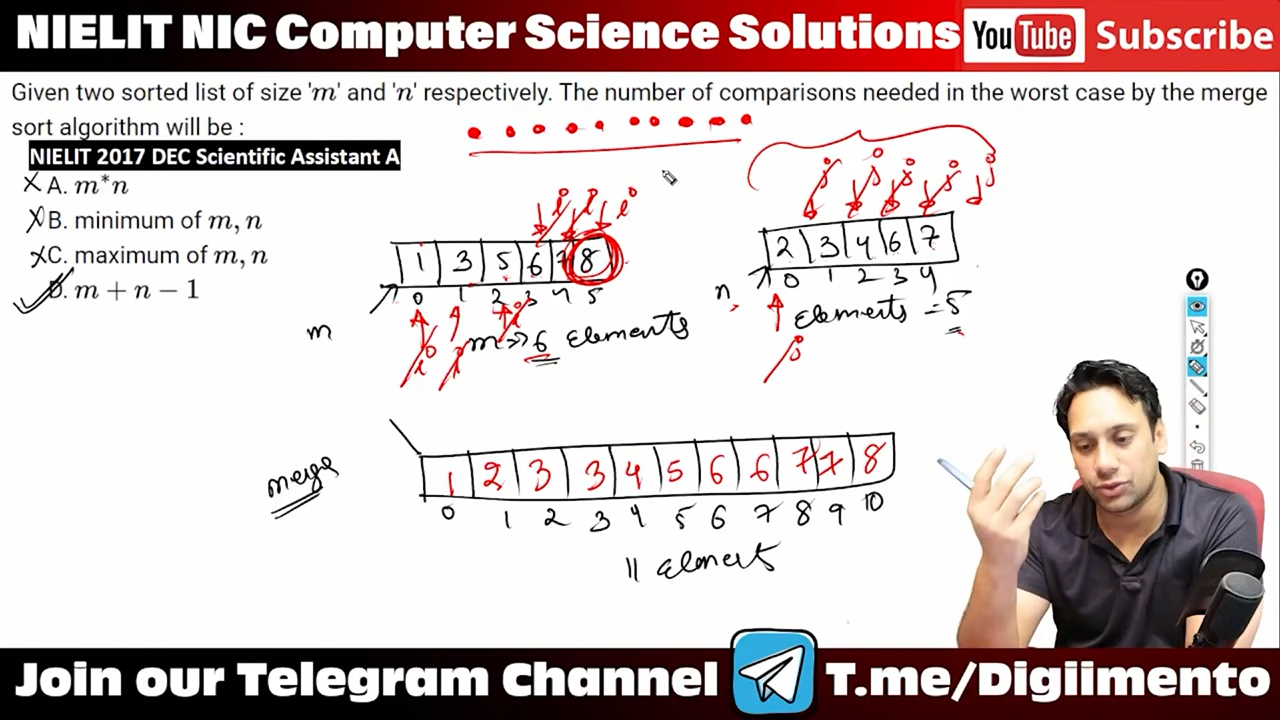 NIELIT NIC Computer Science Solutions YouTube Subscribe
Given two sorted list of size 'm' and 'n' respectively. The number of comparisons needed in the worst case by the merge
sort algorithm will be :
NIELIT 2017 DEC Scientific Assistant A
A. m*n
B. minimum of m, n
C. maximum of m, n
D. m + n − 1
i i i
j j j j j
1 3 5 6 7 8
0 1 2 3 4 5
m
i i i
m => 6 elements
2 3 4 6 7
0 1 2 3 4
n
elements = 5
j
merge
1 2 3 3 4 5 6 6 7 7 8
0 1 2 3 4 5 6 7 8 9 10
11 element
Join our Telegram Channel T.me/Digiimento